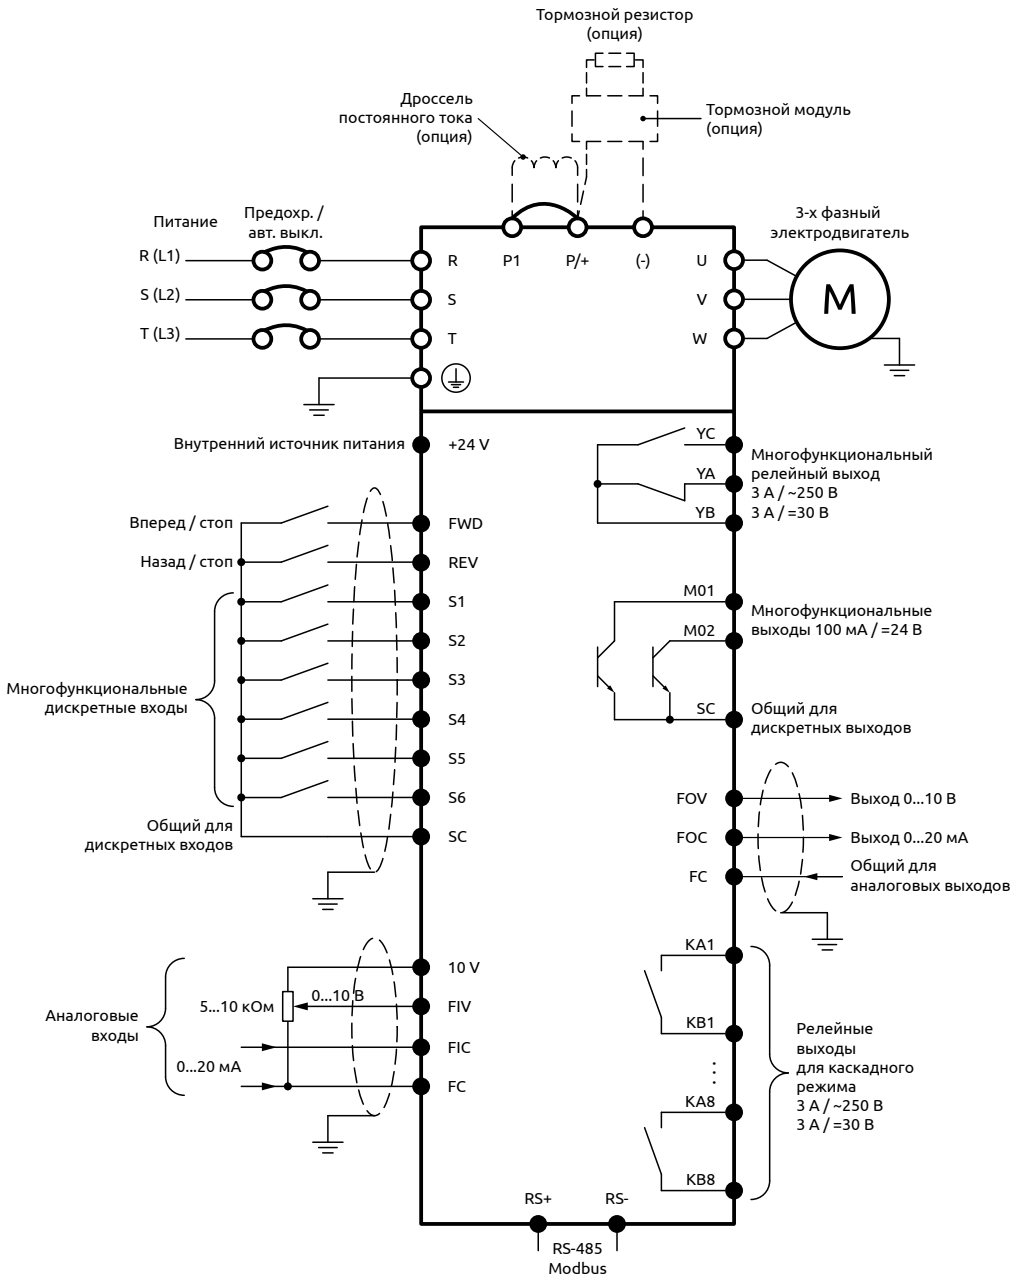 Тормозной резистор
(опция)
Дроссель
постоянного тока
(опция)
Тормозной модуль
(опция)
Питание
Предохр. /
авт. выкл.
3-х фазный
электродвигатель
R (L1)
R
P1
P/+
(-)
U
S (L2)
S
V
M
T (L3)
T
W
Внутренний источник питания
+24 V
YC
YA
YB
Многофункциональный
релейный выход
3 А / ~250 В
3 А / =30 В
Вперед / стоп
FWD
Назад / стоп
REV
S1
S2
S3
S4
S5
S6
Многофункциональные
дискретные входы
Общий для
дискретных входов
SC
M01
M02
Многофункциональные
выходы 100 мА / =24 В
SC
Общий для
дискретных выходов
FOV
Выход 0...10 В
FOC
Выход 0...20 мА
FC
Общий для
аналоговых выходов
Аналоговые
входы
10 V
5...10 кОм
0...10 В
FIV
FIC
0...20 мА
FC
KA1
KB1
KA8
KB8
Релейные
выходы
для каскадного
режима
3 А / ~250 В
3 А / =30 В
RS+
RS-
RS-485
Modbus